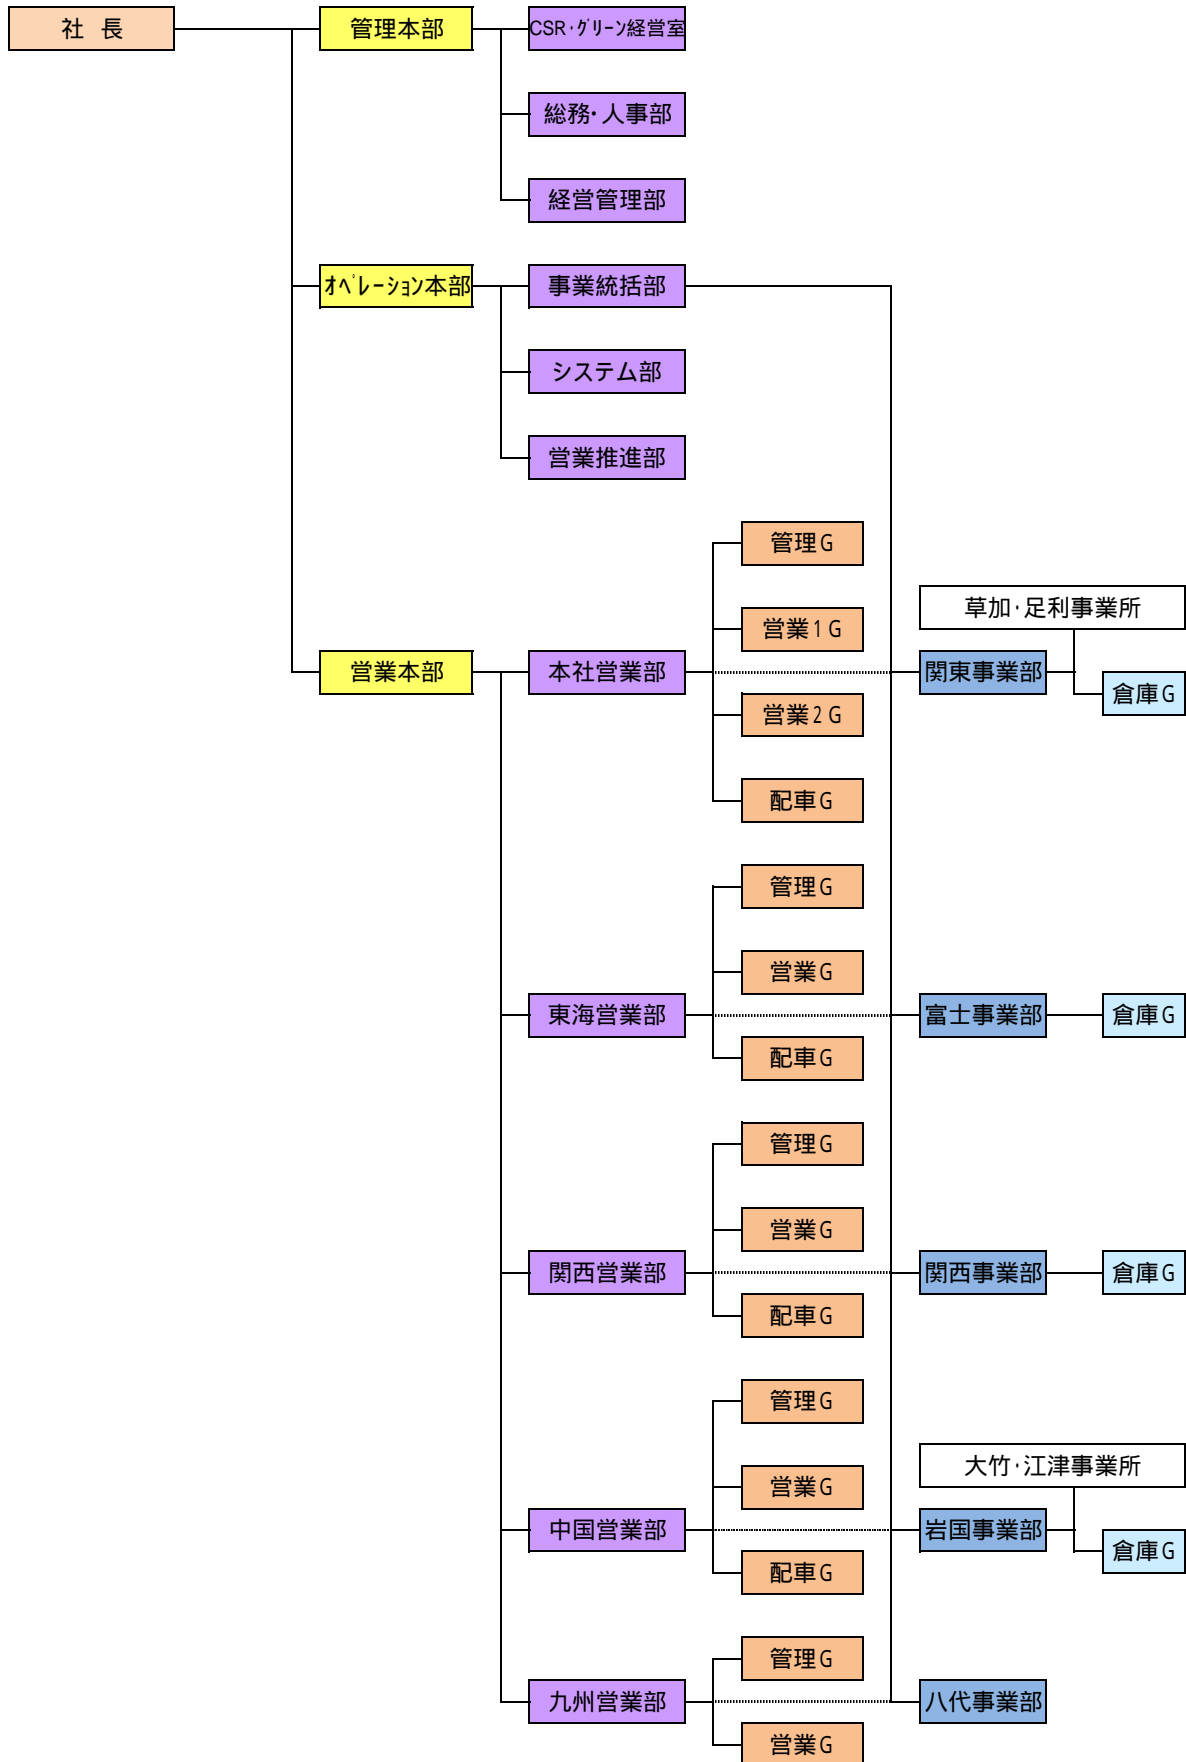 社 長
管理本部
CSR･ｸﾞﾘｰﾝ経営室
総務･人事部
経営管理部
ｵﾍﾟﾚｰｼｮﾝ本部
事業統括部
システム部
営業推進部
管理G
営業1G
草加･足利事業所
営業本部
本社営業部
関東事業部
倉庫G
営業2G
配車G
管理G
営業G
東海営業部
富士事業部
倉庫G
配車G
管理G
営業G
関西営業部
関西事業部
倉庫G
配車G
管理G
営業G
大竹･江津事業所
中国営業部
岩国事業部
倉庫G
配車G
管理G
九州営業部
八代事業部
営業G